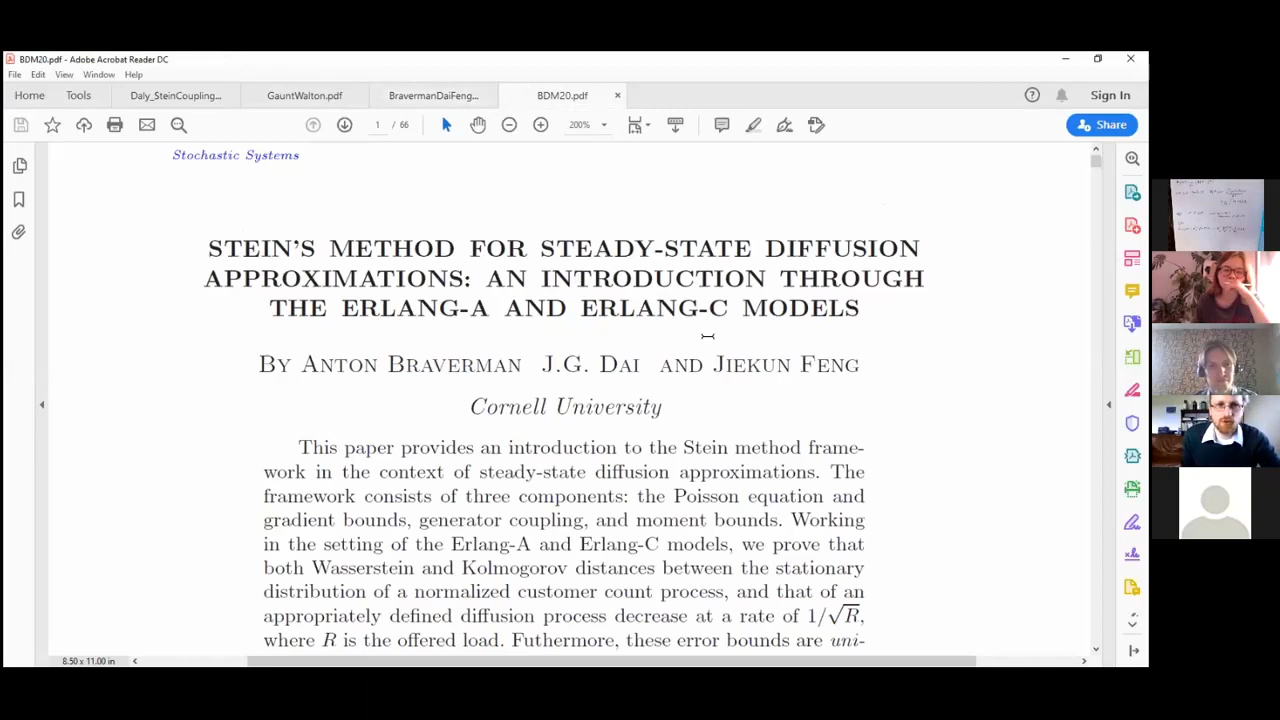 BDM20.pdf - Adobe Acrobat Reader DC
File Edit View Window Help
Home Tools Daly_SteinCoupling... GauntWalton.pdf BravermanDaiFeng... BDM20.pdf × Sign In
1 / 66 200% Share
Stochastic Systems
STEIN'S METHOD FOR STEADY-STATE DIFFUSION
APPROXIMATIONS: AN INTRODUCTION THROUGH
THE ERLANG-A AND ERLANG-C MODELS
BY ANTON BRAVERMAN J.G. DAI AND JIEKUN FENG
Cornell University
This paper provides an introduction to the Stein method frame-
work in the context of steady-state diffusion approximations. The
framework consists of three components: the Poisson equation and
gradient bounds, generator coupling, and moment bounds. Working
in the setting of the Erlang-A and Erlang-C models, we prove that
both Wasserstein and Kolmogorov distances between the stationary
distribution of a normalized customer count process, and that of an
appropriately defined diffusion process decrease at a rate of 1/√R,
where R is the offered load. Futhermore, these error bounds are uni-
8.50 x 11.00 in